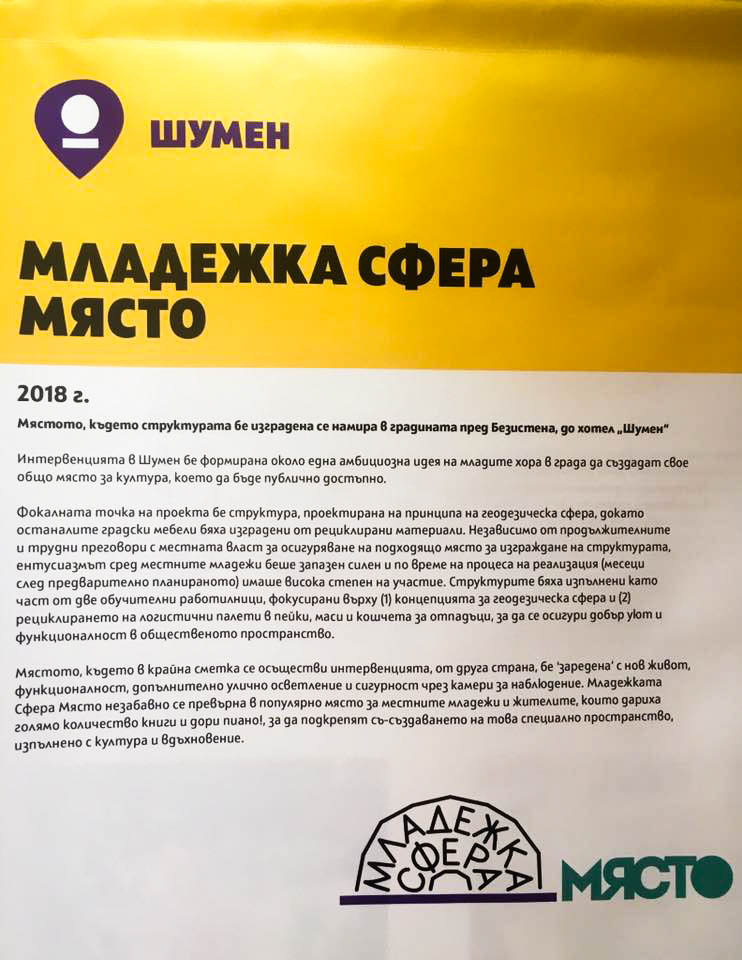 ШУМЕН
МЛАДЕЖКА СФЕРА
МЯСТО
2018 г.
Мястото, където структурата бе изградена се намира в градината пред Безистена, до хотел „Шумен“
Интервенцията в Шумен бе формирана около една амбициозна идея на младите хора в града да създадат свое
общо място за култура, което да бъде публично достъпно.
Фокалната точка на проекта бе структура, проектирана на принципа на геодезическа сфера, докато
останалите градски мебели бяха изградени от рециклирани материали. Независимо от продължителните
и трудни преговори с местната власт за осигуряване на подходящо място за изграждане на структурата,
ентусиазмът сред местните младежи беше запазен силен и по време на процеса на реализация (месеци
след предварително планираното) имаше висока степен на участие. Структурите бяха изпълнени като
част от две обучителни работилници, фокусирани върху (1) концепцията за геодезическа сфера и (2)
рециклирането на логистични палети в пейки, маси и кошчета за отпадъци, за да се осигури добър уют и
функционалност в общественото пространство.
Мястото, където в крайна сметка се осъществи интервенцията, от друга страна, бе ‘заредена‘ с нов живот,
функционалност, допълнително улично осветление и сигурност чрез камери за наблюдение. Младежката
Сфера Място незабавно се превърна в популярно място за местните младежи и жителите, които дариха
голямо количество книги и дори пиано!, за да подкрепят съ-създаването на това специално пространство,
изпълнено с култура и вдъхновение.
МЛАДЕЖКА
СФЕРА
МЯСТО